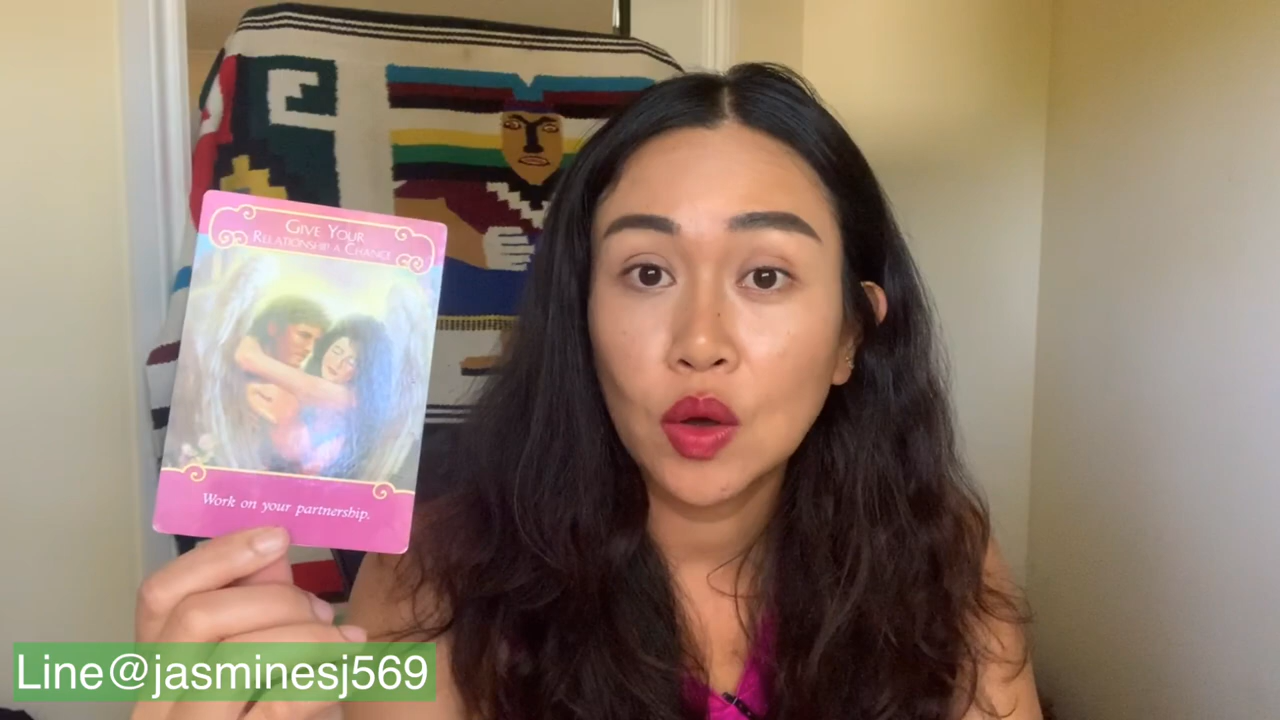 GIVE YOUR
RELATIONSHIP A CHANCE
Work on your partnership.
Line@jasminesj569